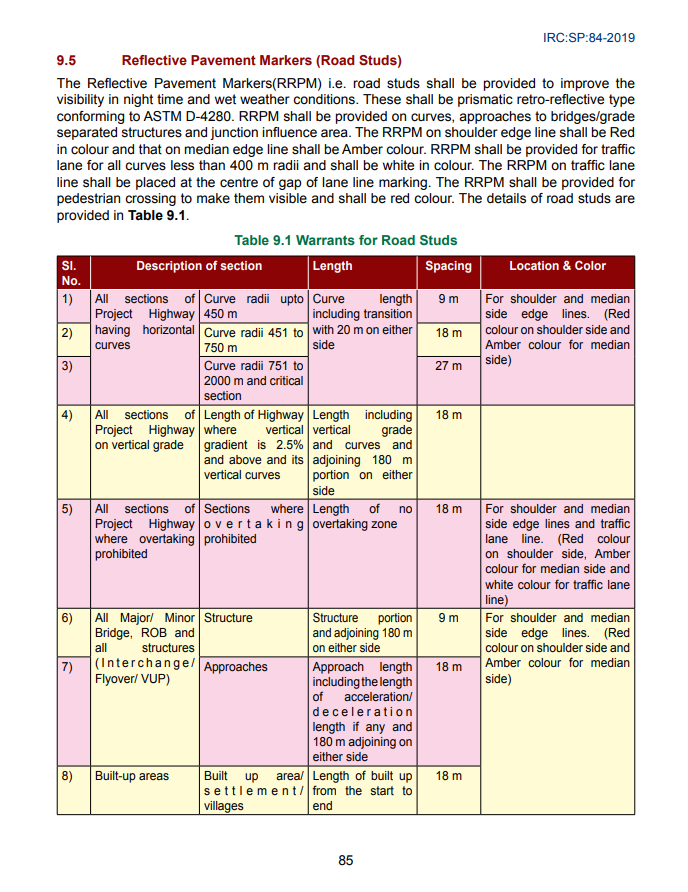 IRC:SP:84-2019
9.5 Reflective Pavement Markers (Road Studs)
The Reflective Pavement Markers(RRPM) i.e. road studs shall be provided to improve the
visibility in night time and wet weather conditions. These shall be prismatic retro-reflective type
conforming to ASTM D-4280. RRPM shall be provided on curves, approaches to bridges/grade
separated structures and junction influence area. The RRPM on shoulder edge line shall be Red
in colour and that on median edge line shall be Amber colour. RRPM shall be provided for traffic
lane for all curves less than 400 m radii and shall be white in colour. The RRPM on traffic lane
line shall be placed at the centre of gap of lane line marking. The RRPM shall be provided for
pedestrian crossing to make them visible and shall be red colour. The details of road studs are
provided in Table 9.1.
Table 9.1 Warrants for Road Studs
Sl.
No.
Description of section
Length
Spacing
Location & Color
1)
All sections of
Project Highway
having horizontal
curves
Curve radii upto
450 m
Curve length
including transition
with 20 m on either
side
9 m
For shoulder and median
side edge lines. (Red
colour on shoulder side and
Amber colour for median
side)
2)
Curve radii 451 to
750 m
18 m
3)
Curve radii 751 to
2000 m and critical
section
27 m
4)
All sections of
Project Highway
on vertical grade
Length of Highway
where vertical
gradient is 2.5%
and above and its
vertical curves
Length including
vertical grade
and curves and
adjoining 180 m
portion on either
side
18 m
5)
All sections of
Project Highway
where overtaking
prohibited
Sections where
overtaking
prohibited
Length of no
overtaking zone
18 m
For shoulder and median
side edge lines and traffic
lane line. (Red colour
on shoulder side, Amber
colour for median side and
white colour for traffic lane
line)
6)
All Major/ Minor
Bridge, ROB and
all structures
(Interchange/
Flyover/ VUP)
Structure
Structure portion
and adjoining 180 m
on either side
9 m
For shoulder and median
side edge lines. (Red
colour on shoulder side and
Amber colour for median
side)
7)
Approaches
Approach length
including the length
of acceleration/
deceleration
length if any and
180 m adjoining on
either side
18 m
8)
Built-up areas
Built up area/
settlement/
villages
Length of built up
from the start to
end
18 m
85